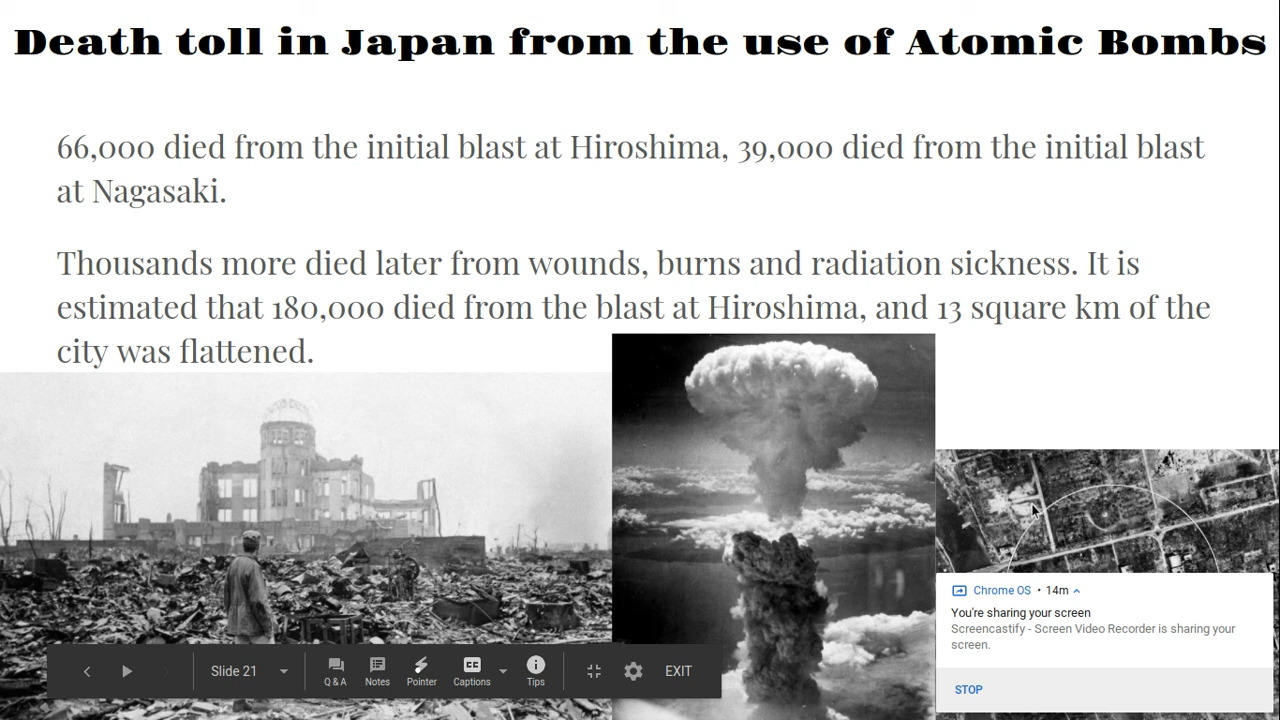 Death toll in Japan from the use of Atomic Bombs
66,000 died from the initial blast at Hiroshima, 39,000 died from the initial blast
at Nagasaki.
Thousands more died later from wounds, burns and radiation sickness. It is
estimated that 180,000 died from the blast at Hiroshima, and 13 square km of the
city was flattened.
Slide 21
Q & A
Notes
Pointer
Captions
Tips
EXIT
Chrome OS • 14m
You're sharing your screen
Screencastify - Screen Video Recorder is sharing your
screen.
STOP